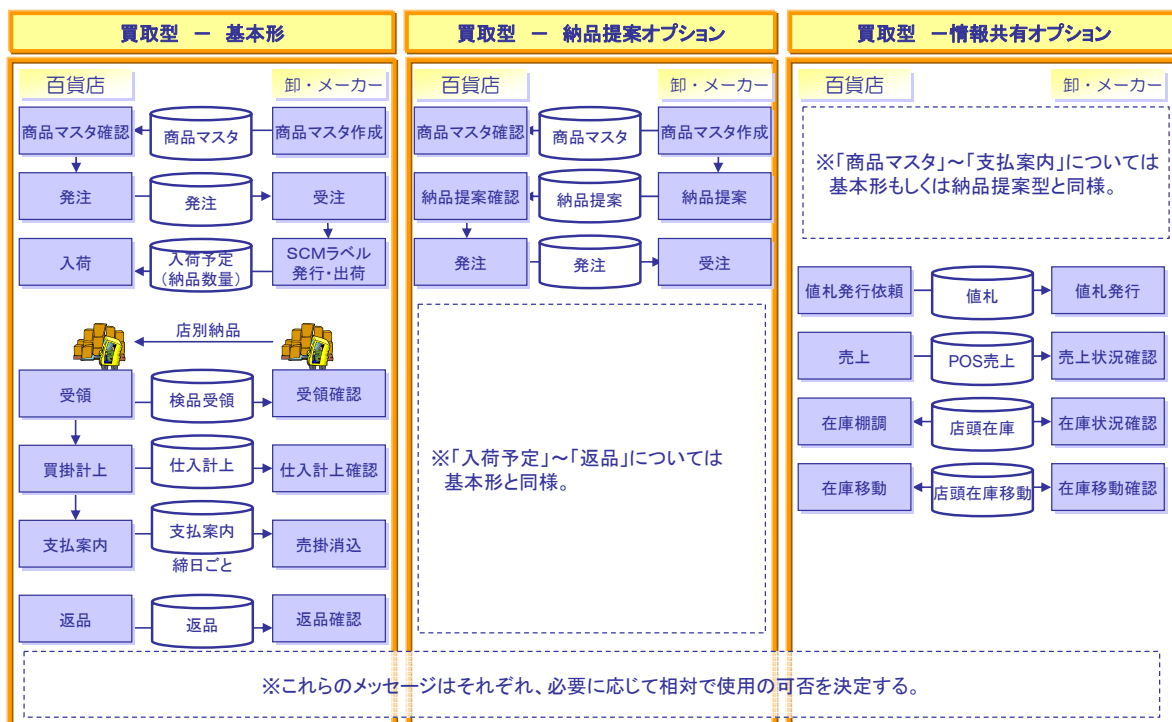 買取型 － 基本形
百貨店 卸・メーカー
商品マスタ確認 商品マスタ 商品マスタ作成
発注 発注 受注
入荷 入荷予定 SCMラベル
(納品数量) 発行・出荷
店別納品
受領 検品受領 受領確認
買掛計上 仕入計上 仕入計上確認
支払案内 支払案内 売掛消込
締日ごと
返品 返品 返品確認
買取型 － 納品提案オプション
百貨店 卸・メーカー
商品マスタ確認 商品マスタ 商品マスタ作成
納品提案確認 納品提案 納品提案
発注 発注 受注
※「入荷予定」～「返品」については
基本形と同様。
買取型 －情報共有オプション
百貨店 卸・メーカー
※「商品マスタ」～「支払案内」については
基本形もしくは納品提案型と同様。
値札発行依頼 値札 値札発行
売上 POS売上 売上状況確認
在庫棚調 店頭在庫 在庫状況確認
在庫移動 店頭在庫移動 在庫移動確認
※これらのメッセージはそれぞれ、必要に応じて相対で使用の可否を決定する。